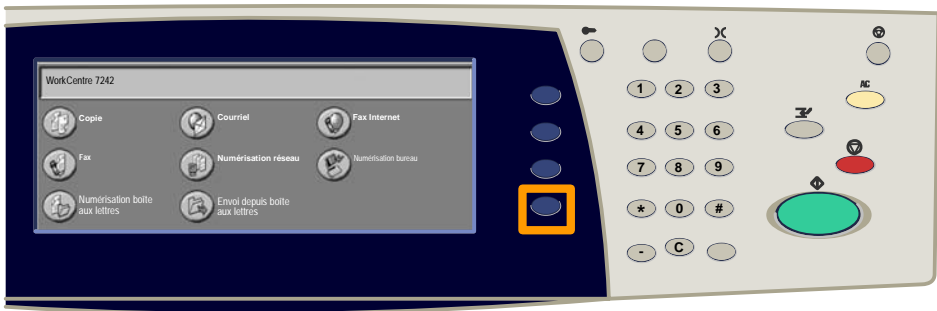 WorkCentre 7242
Copie
Courriel
Fax Internet
Fax
Numérisation réseau
Numérisation bureau
Numérisation boîte
aux lettres
Envoi depuis boîte
aux lettres
AC
1 2 3
4 5 6
7 8 9
* 0 #
- C